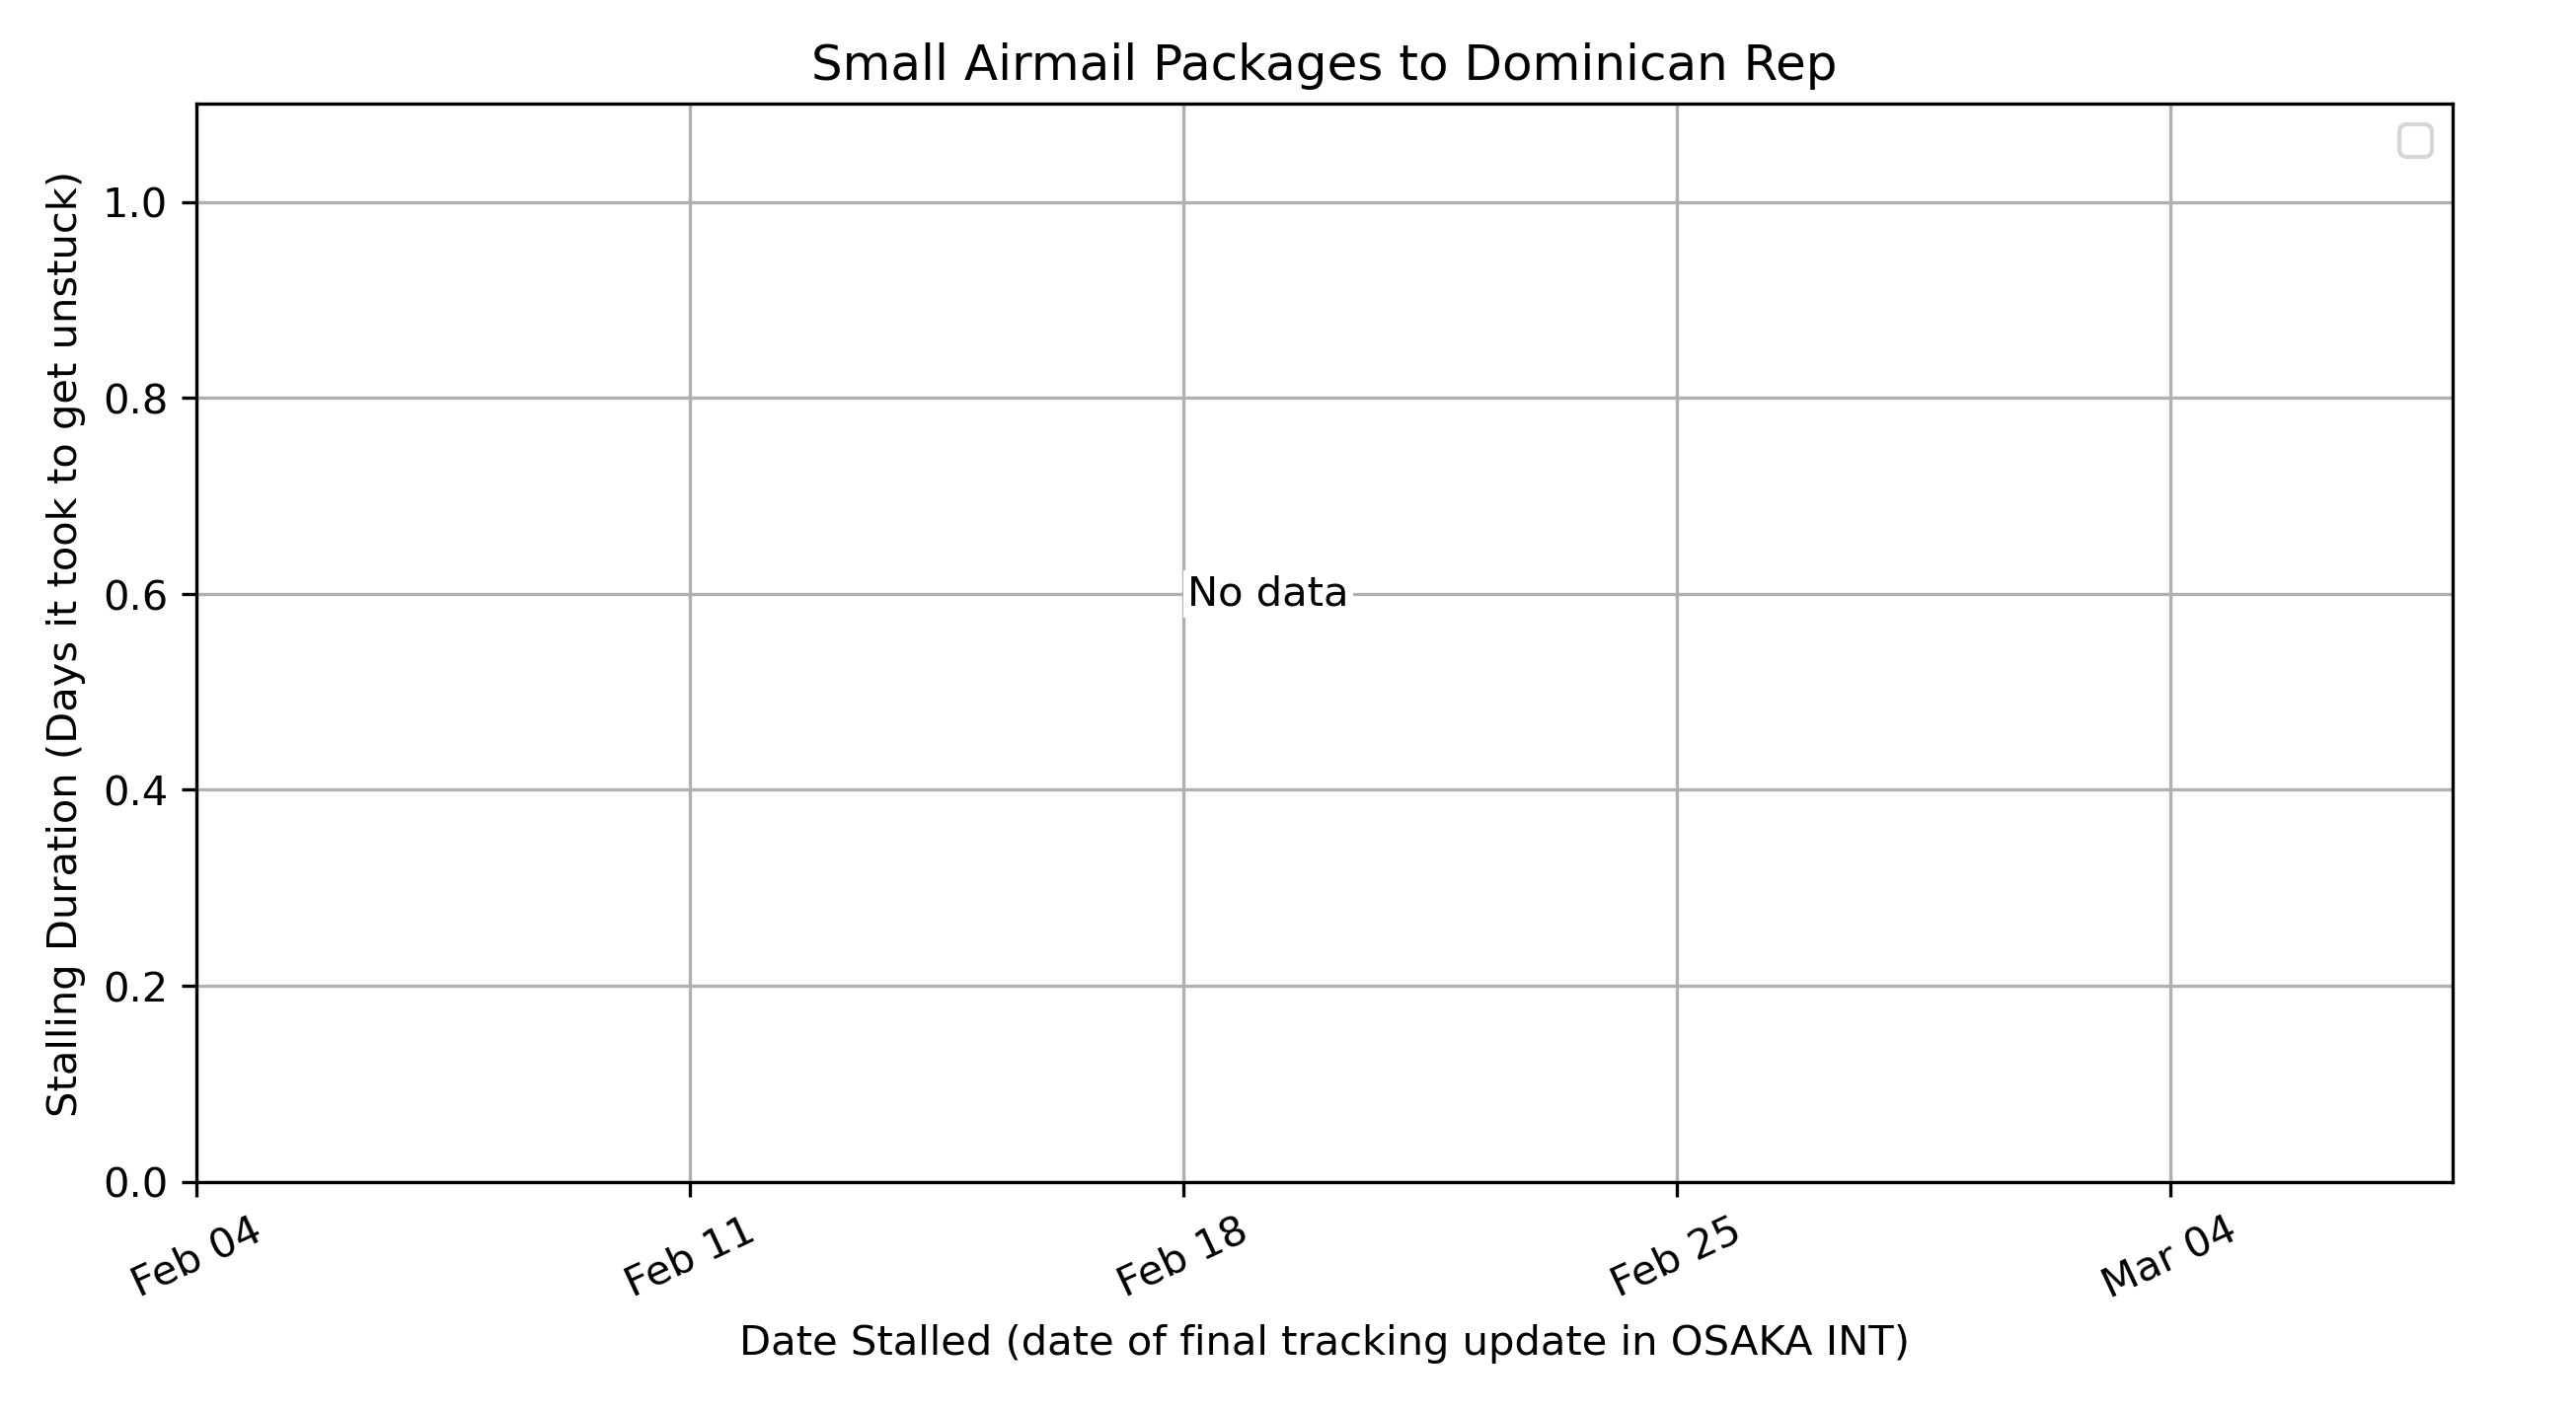 Small Airmail Packages to Dominican Rep
Stalling Duration (Days it took to get unstuck)
1.0
0.8
0.6
0.4
0.2
0.0
No data
Feb 04
Feb 11
Feb 18
Feb 25
Mar 04
Date Stalled (date of final tracking update in OSAKA INT)